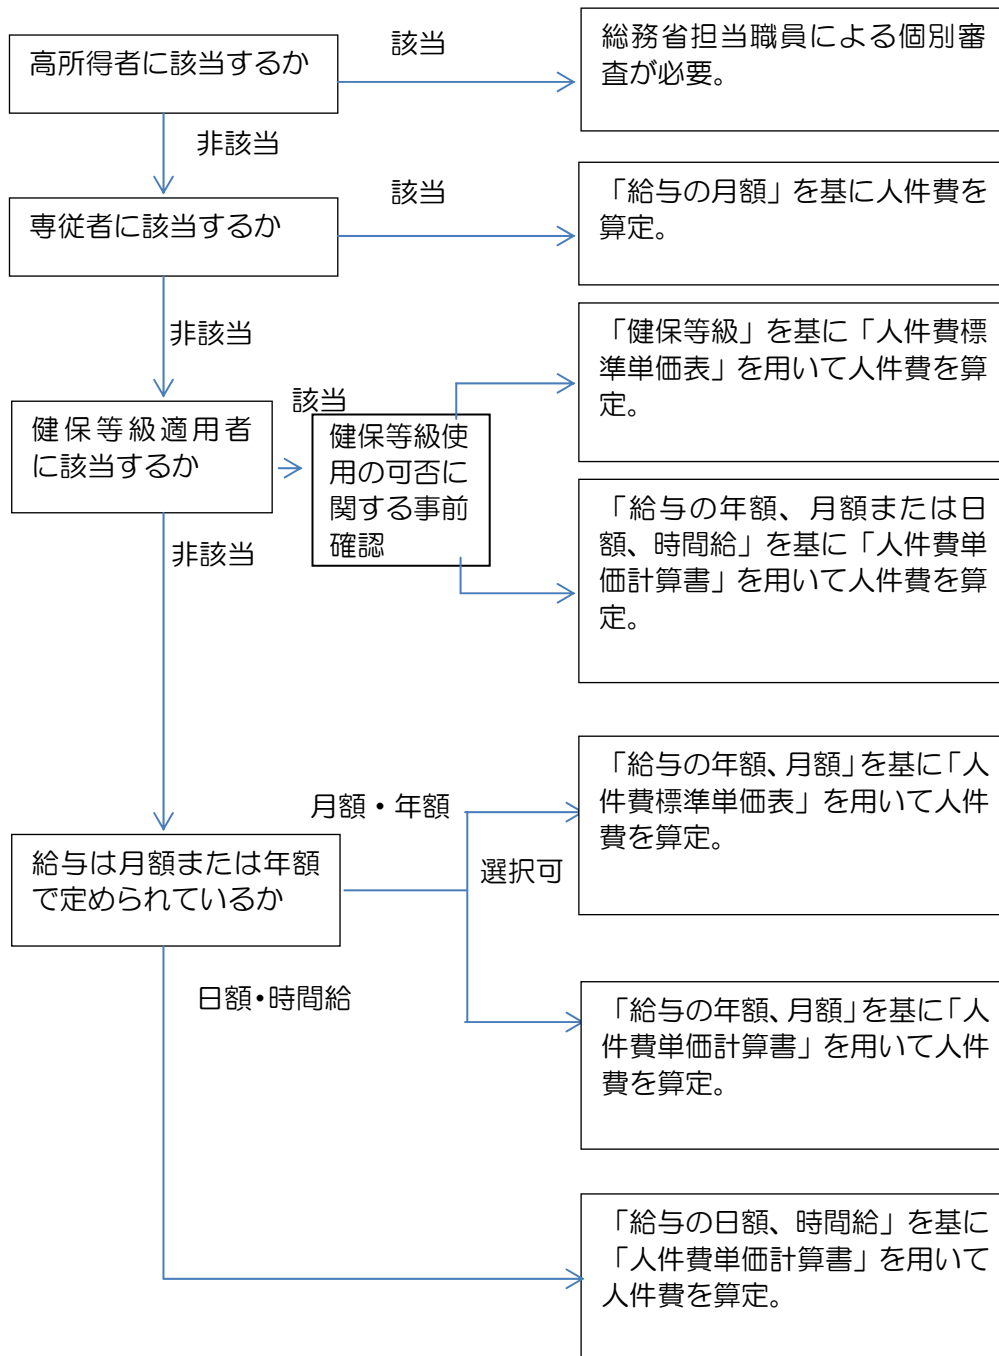 高所得者に該当するか
該当
総務省担当職員による個別審
査が必要。
非該当
専従者に該当するか
該当
「給与の月額」を基に人件費を
算定。
非該当
健保等級適用者
に該当するか
該当
健保等級使
用の可否に
関する事前
確認
「健保等級」を基に「人件費標
準単価表」を用いて人件費を算
定。
「給与の年額、月額または日
額、時間給」を基に「人件費単
価計算書」を用いて人件費を算
定。
非該当
給与は月額または年額
で定められているか
月額・年額
選択可
「給与の年額、月額」を基に「人
件費標準単価表」を用いて人件
費を算定。
「給与の年額、月額」を基に「人
件費単価計算書」を用いて人件
費を算定。
日額・時間給
「給与の日額、時間給」を基に
「人件費単価計算書」を用いて
人件費を算定。